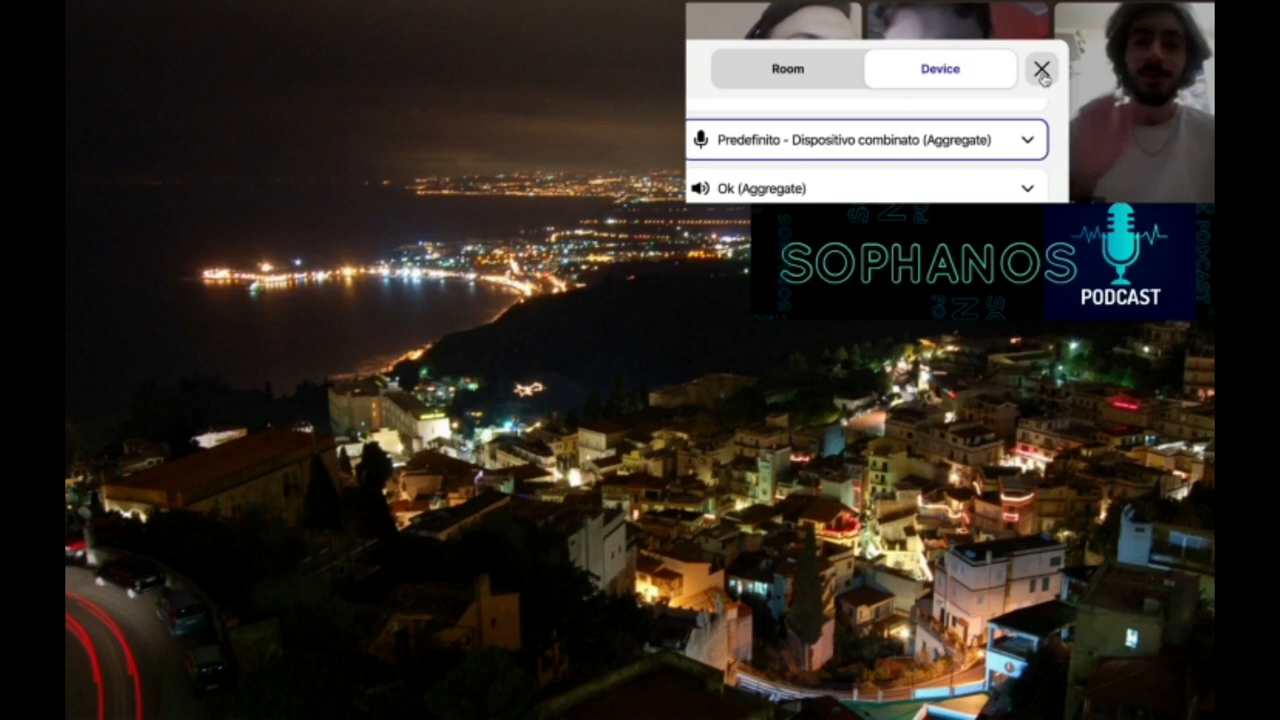 Room
Device
Predefinito - Dispositivo combinato (Aggregate)
Ok (Aggregate)
SOPHANOS
PODCAST